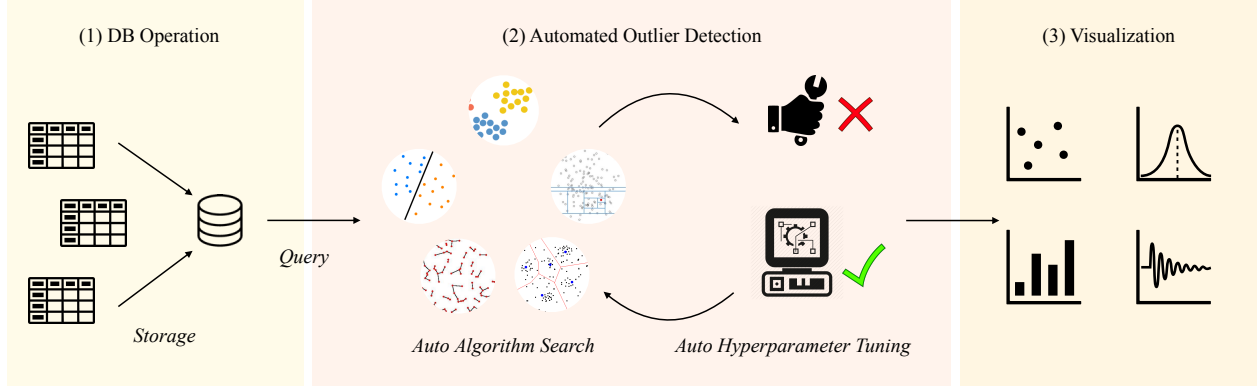 (1) DB Operation
(2) Automated Outlier Detection
(3) Visualization
Query
Storage
Auto Algorithm Search
Auto Hyperparameter Tuning